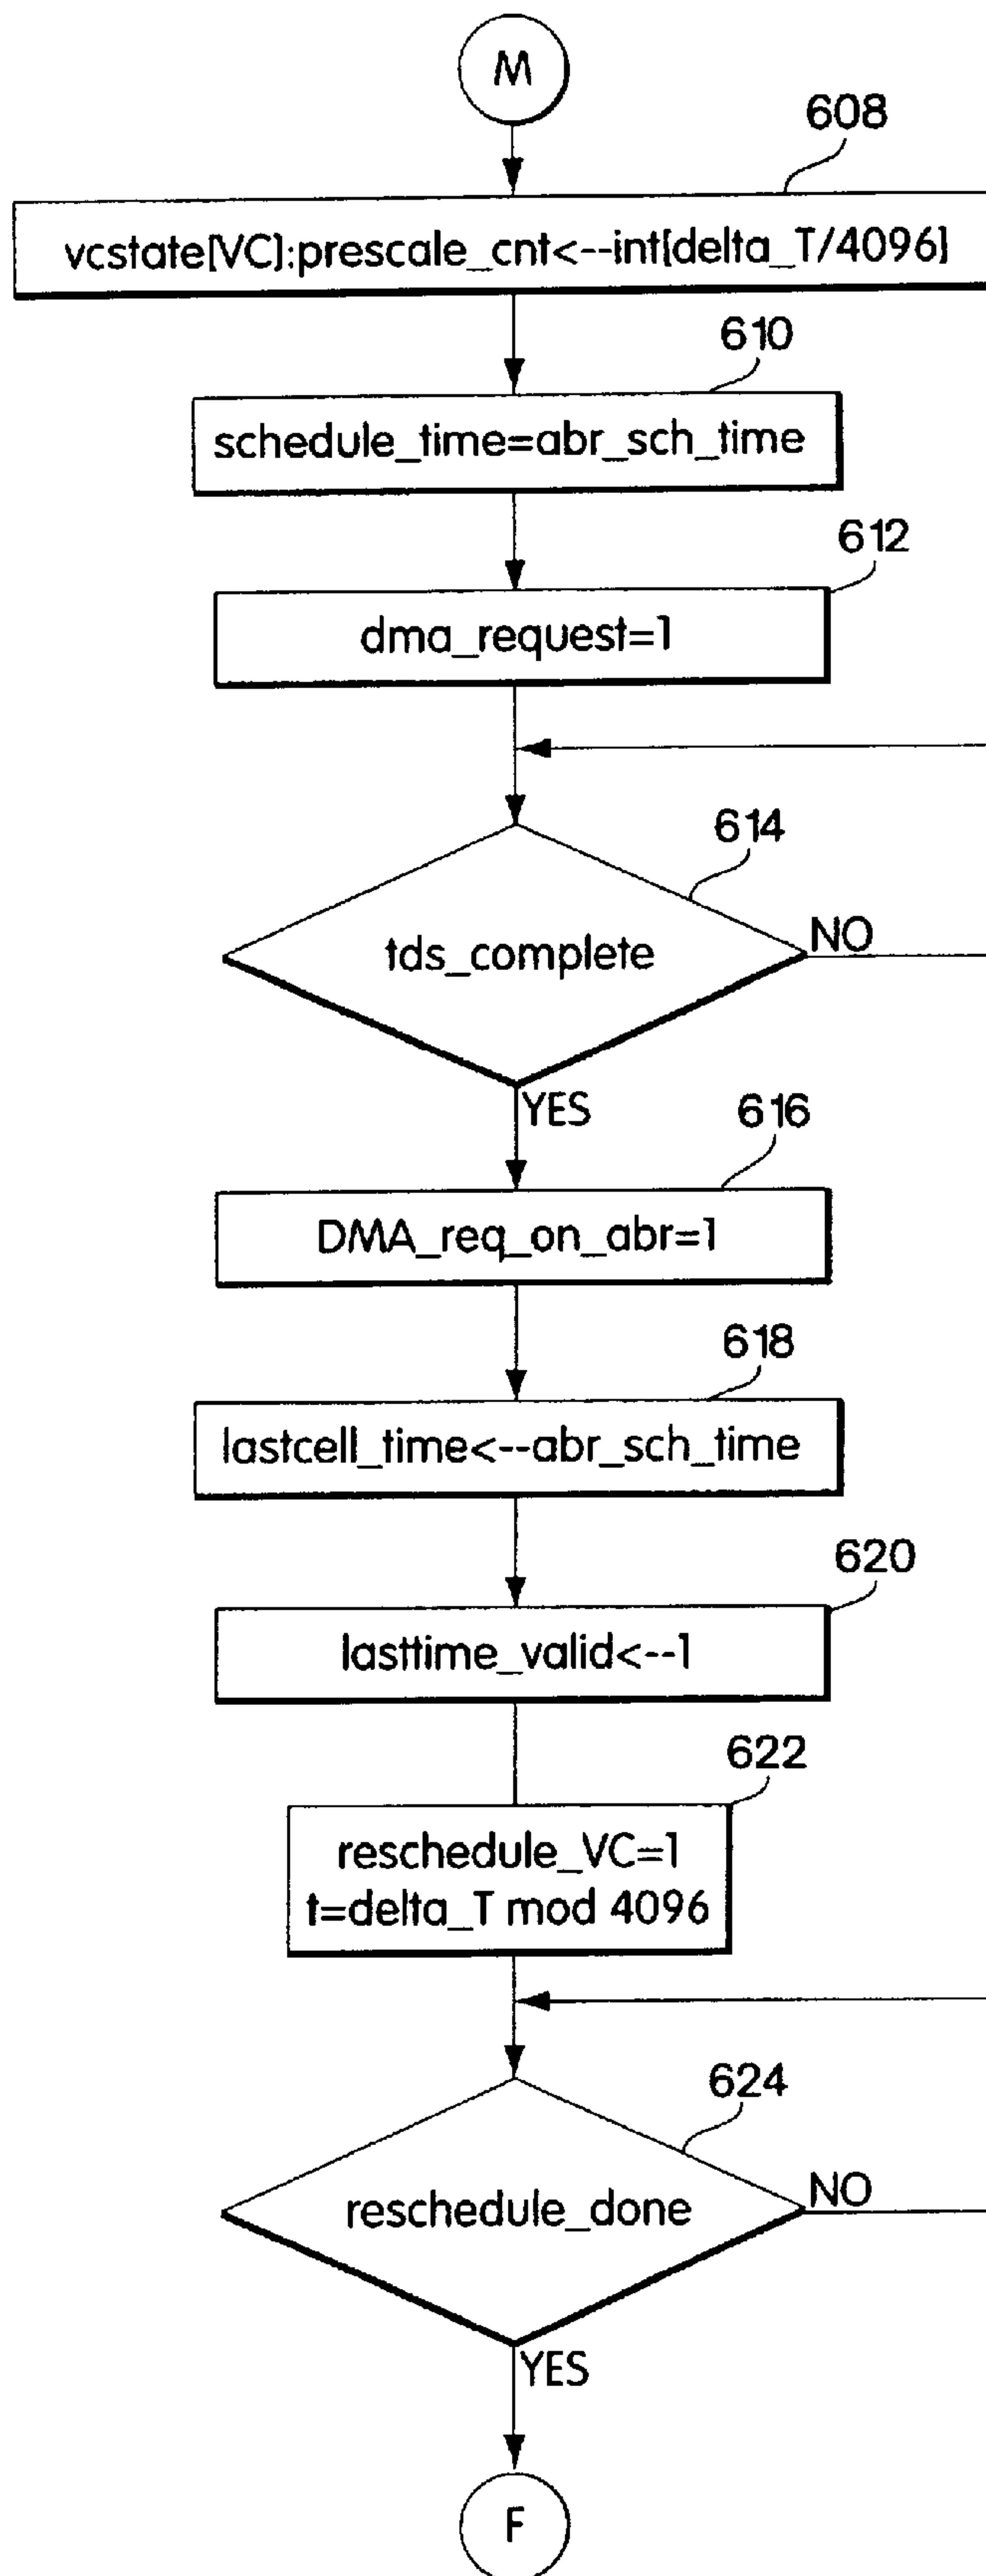 M
608
vcstate[VC]:prescale_cnt<--int[delta_T/4096]
610
schedule_time=abr_sch_time
612
dma_request=1
614
tds_complete
NO
YES
616
DMA_req_on_abr=1
618
lastcell_time<--abr_sch_time
620
lasttime_valid<--1
622
reschedule_VC=1
t=delta_T mod 4096
624
reschedule_done
NO
YES
F